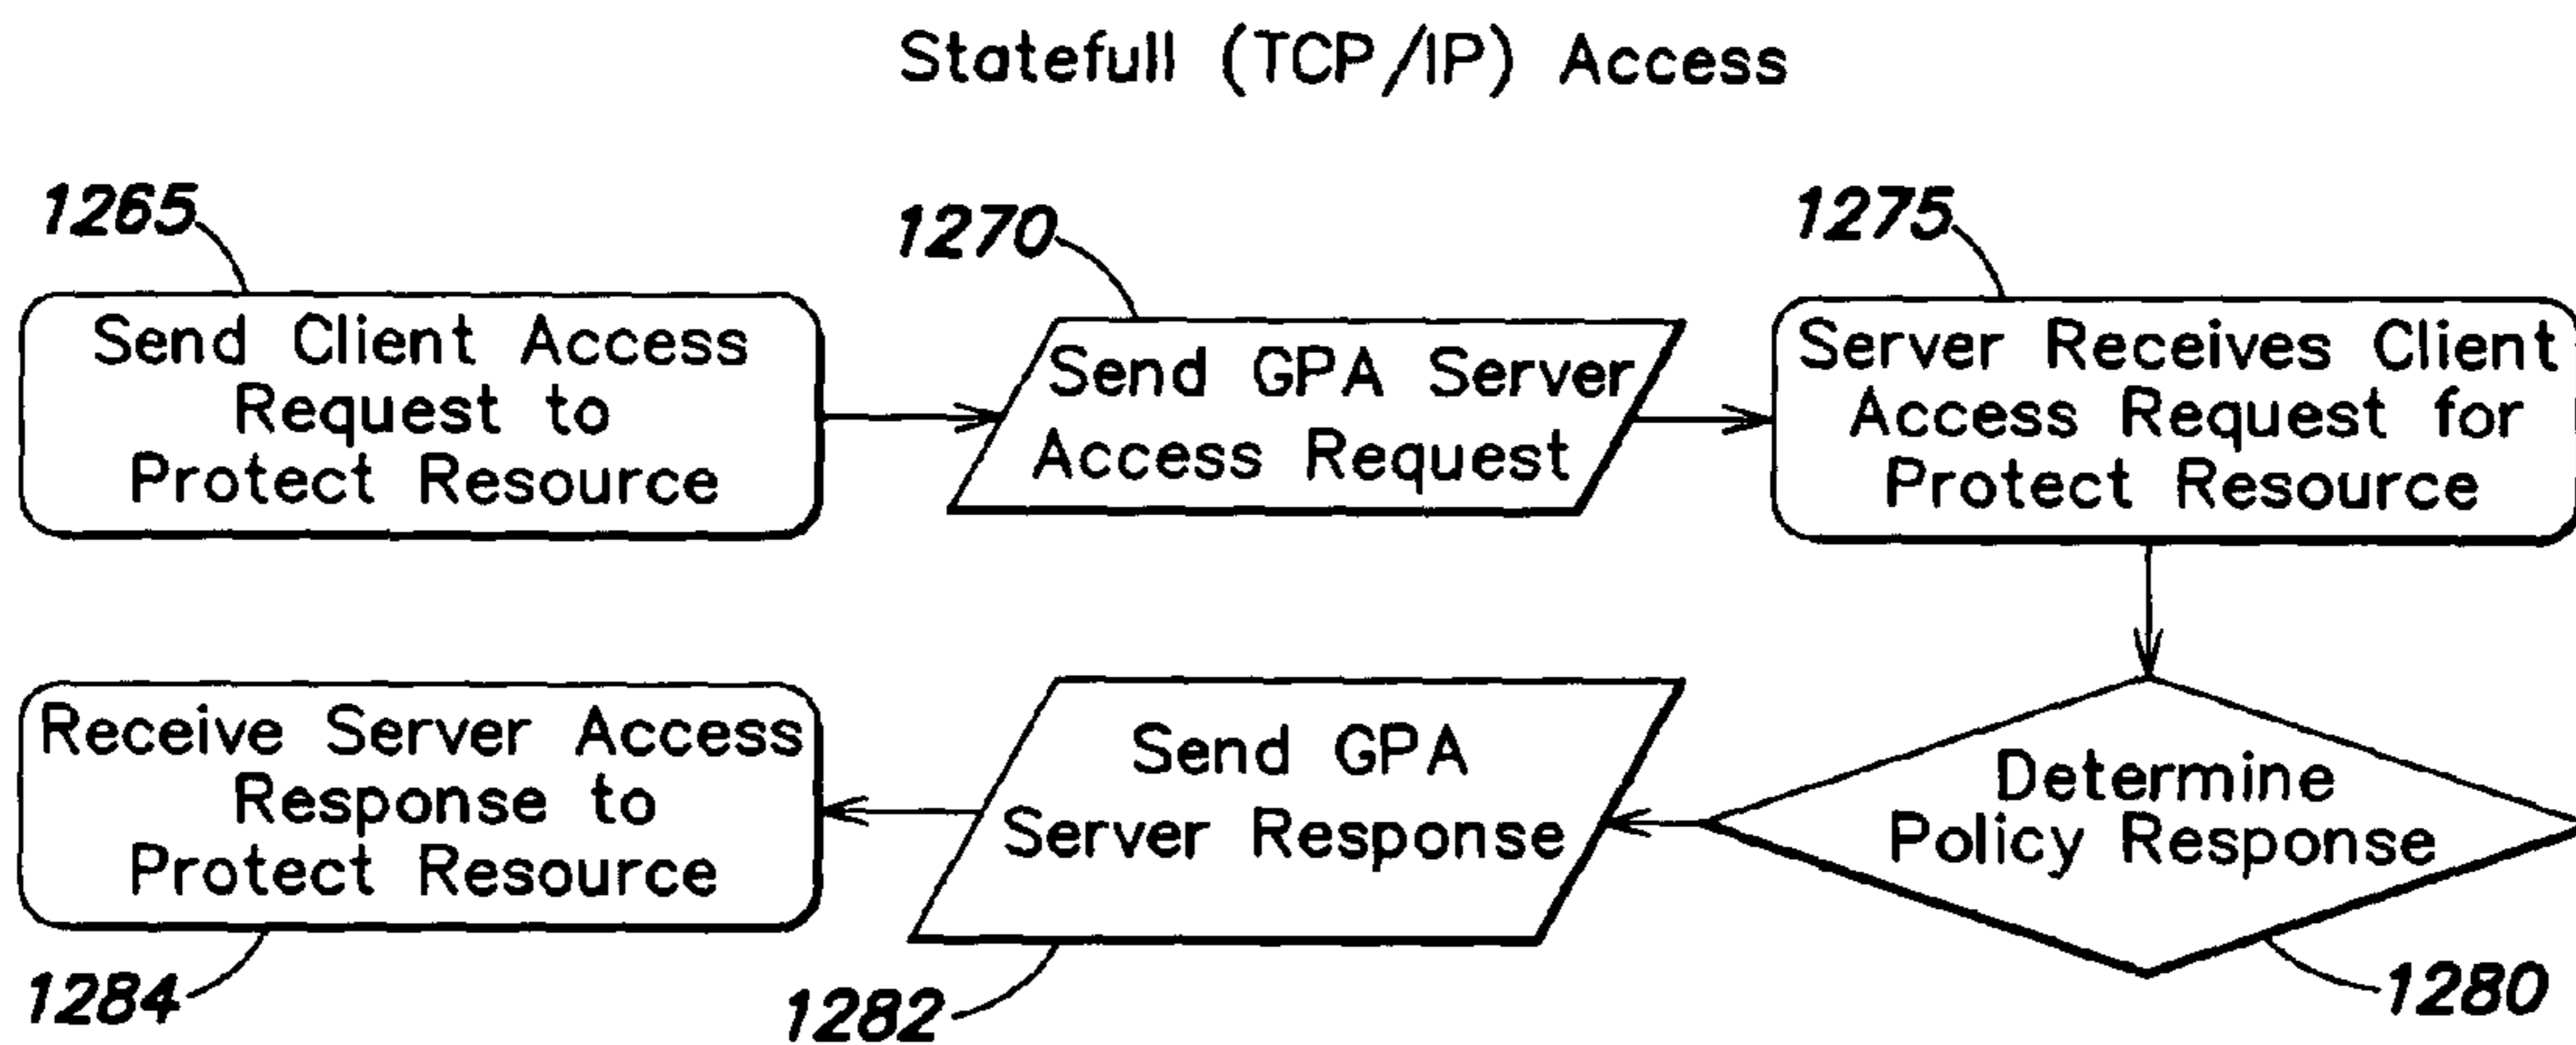 Statefull (TCP/IP) Access
1265
1270
1275
Send Client Access
Request to
Protect Resource
Send GPA Server
Access Request
Server Receives Client
Access Request for
Protect Resource
Receive Server Access
Response to
Protect Resource
Send GPA
Server Response
Determine
Policy Response
1284
1282
1280